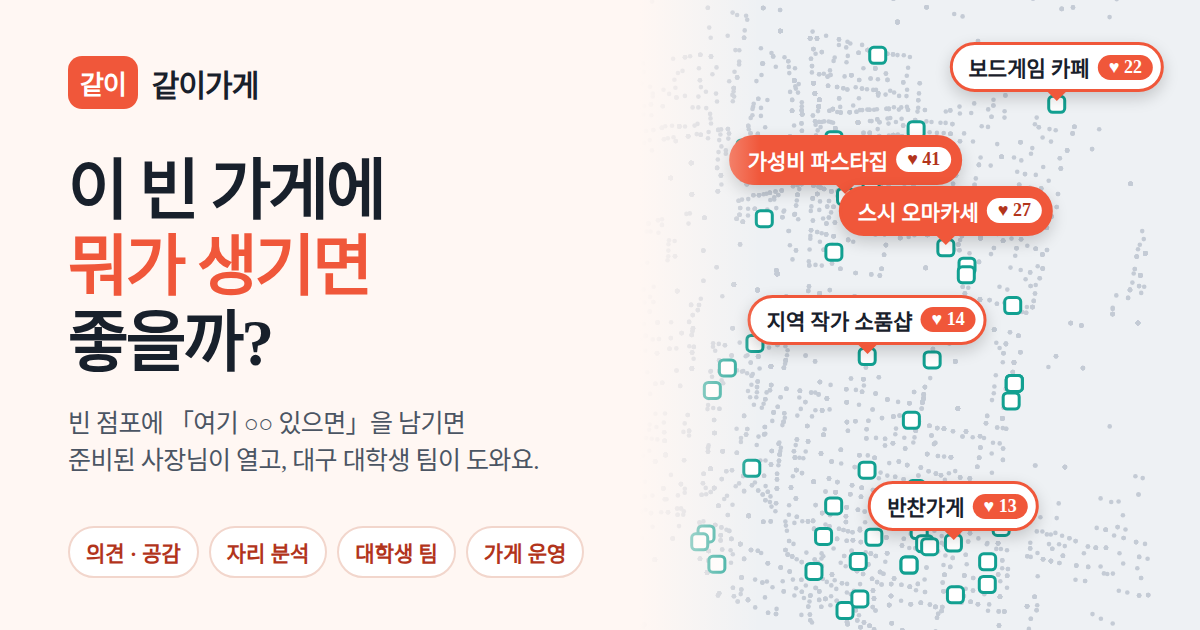 같이 같이가게
이 빈 가게에
뭐가 생기면
좋을까?
빈 점포에 「여기 ○○ 있으면」을 남기면
준비된 사장님이 열고, 대구 대학생 팀이 도와요.
의견 · 공감
자리 분석
대학생 팀
가게 운영
보드게임 카페 ♥ 22
가성비 파스타집 ♥ 41
스시 오마카세 ♥ 27
지역 작가 소품샵 ♥ 14
반찬가게 ♥ 13